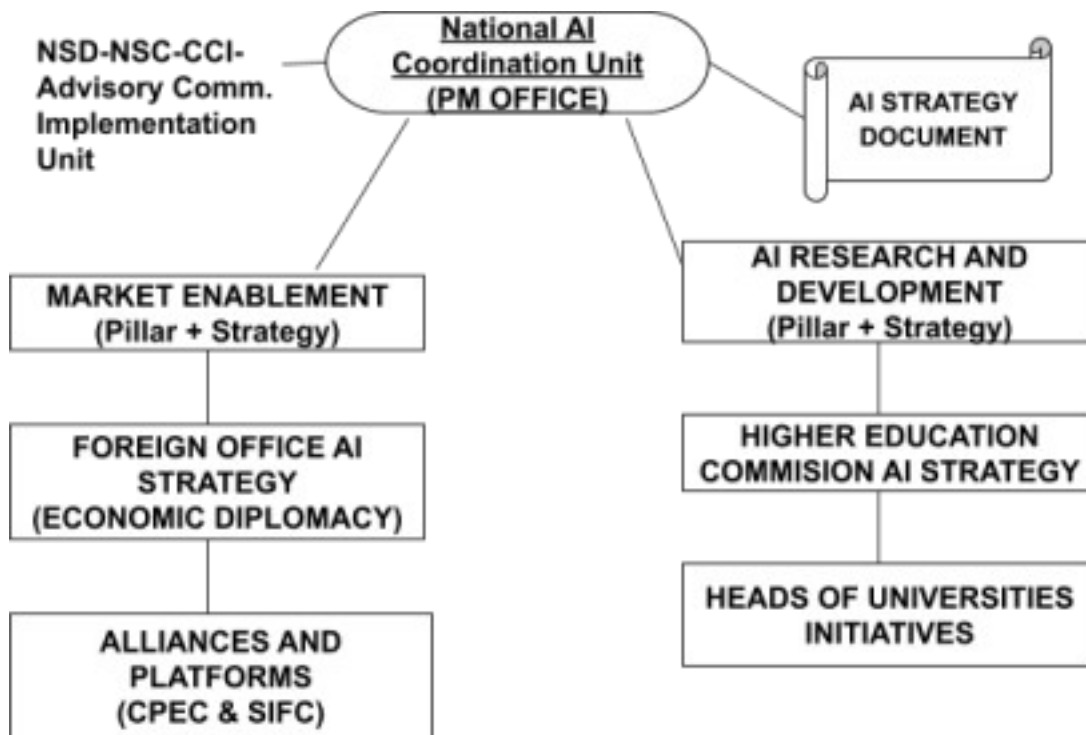 NSD-NSC-CCI-
Advisory Comm.
Implementation
Unit
National AI
Coordination Unit
(PM OFFICE)
AI STRATEGY
DOCUMENT
MARKET ENABLEMENT
(Pillar + Strategy)
FOREIGN OFFICE AI
STRATEGY
(ECONOMIC DIPLOMACY)
ALLIANCES AND
PLATFORMS
(CPEC & SIFC)
AI RESEARCH AND
DEVELOPMENT
(Pillar + Strategy)
HIGHER EDUCATION
COMMISION AI STRATEGY
HEADS OF UNIVERSITIES
INITIATIVES